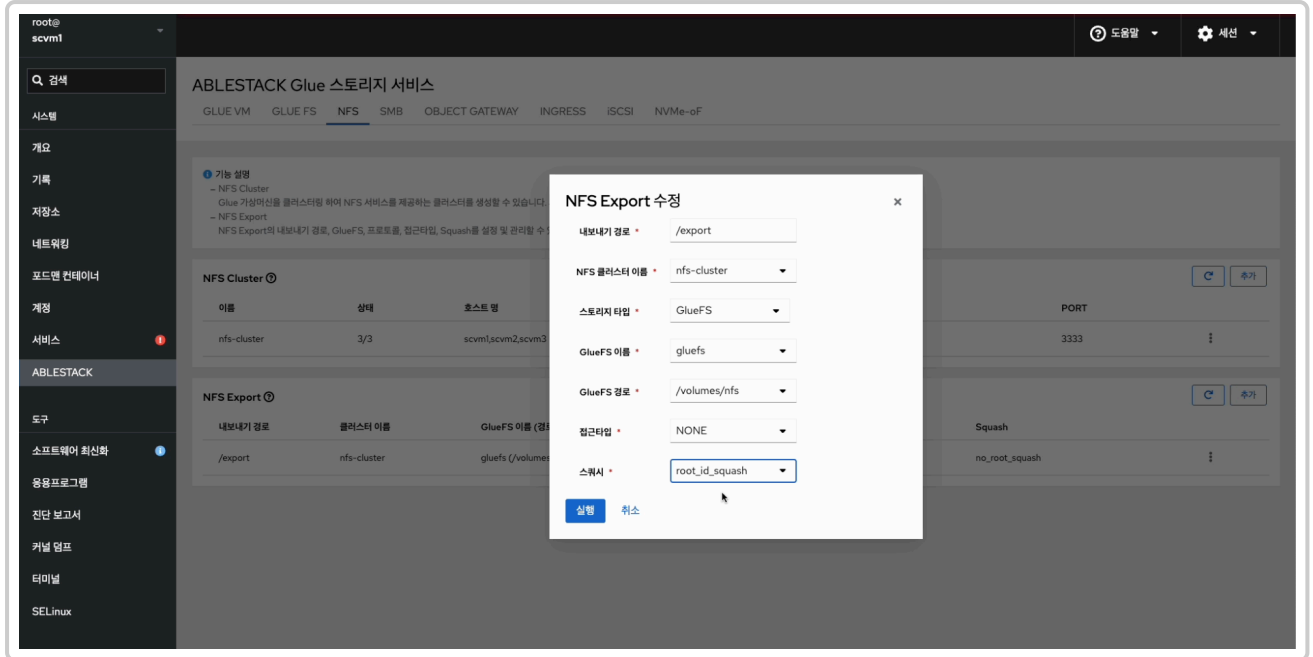 root@
scvm1
도움말
세션
검색
시스템
개요
기록
저장소
네트워킹
포드맨 컨테이너
계정
서비스
ABLESTACK
도구
소프트웨어 최신화
응용프로그램
진단 보고서
커널 덤프
터미널
SELinux
ABLESTACK Glue 스토리지 서비스
GLUE VM GLUE FS NFS SMB OBJECT GATEWAY INGRESS iSCSI NVMe-oF
기능 설명
– NFS Cluster
Glue 가상머신을 클러스터링 하여 NFS 서비스를 제공하는 클러스터를 생성할 수 있습니다.
– NFS Export
NFS Export의 내보내기 경로, GlueFS, 프로토콜, 접근타입, Squash를 설정 및 관리할 수
NFS Cluster
추가
이름 상태 호스트 명 PORT
nfs-cluster 3/3 scvm1,scvm2,scvm3 3333
NFS Export
추가
내보내기 경로 클러스터 이름 GlueFS 이름 (경로 Squash
/export nfs-cluster gluefs (/volumes no_root_squash
NFS Export 수정 ×
내보내기 경로 * /export
NFS 클러스터 이름 * nfs-cluster
스토리지 타입 * GlueFS
GlueFS 이름 * gluefs
GlueFS 경로 * /volumes/nfs
접근타입 * NONE
스쿼시 * root_id_squash
실행 취소